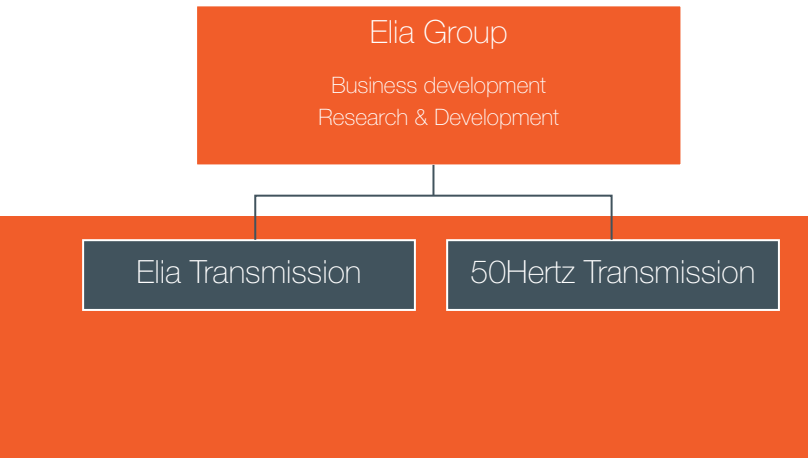 Elia Group
Business development
Research & Development
Elia Transmission
50Hertz Transmission